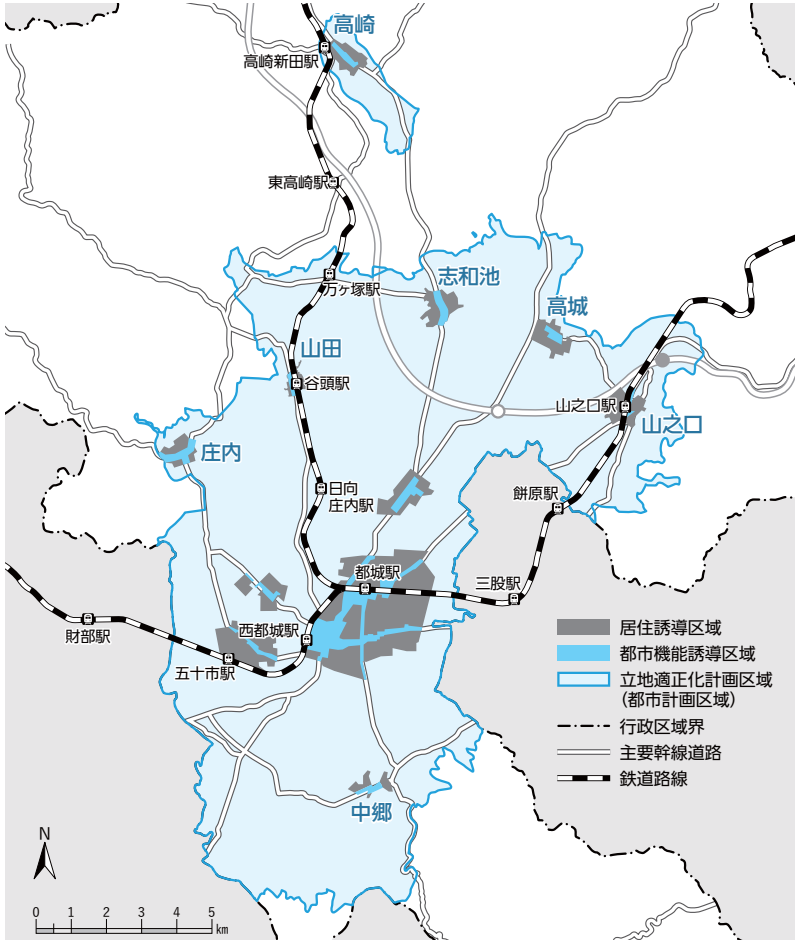 高崎
高崎新田駅
東高崎駅
志和池
万ヶ塚駅
高城
山田
谷頭駅
山之口駅
山之口
庄内
日向
庄内駅
餅原駅
都城駅
三股駅
財部駅
西都城駅
五十市駅
中郷
居住誘導区域
都市機能誘導区域
立地適正化計画区域
(都市計画区域)
行政区域界
主要幹線道路
鉄道路線
N
0 1 2 3 4 5
km